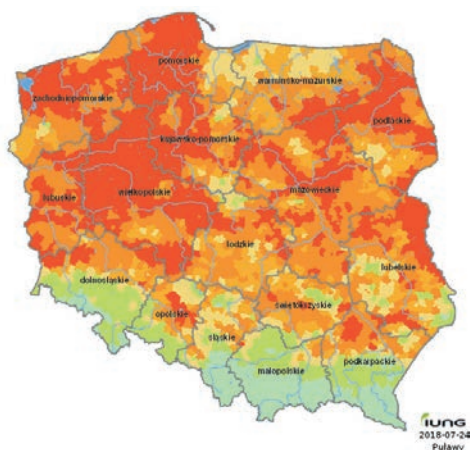 pomorskie
warmińsko-mazurskie
zachodniopomorskie
podlaskie
kujawsko-pomorskie
lubuskie
wielkopolskie
mazowieckie
łódzkie
lubelskie
dolnośląskie
opolskie
świętokrzyskie
śląskie
małopolskie
podkarpackie
IUNG
2018-07-24
Puławy